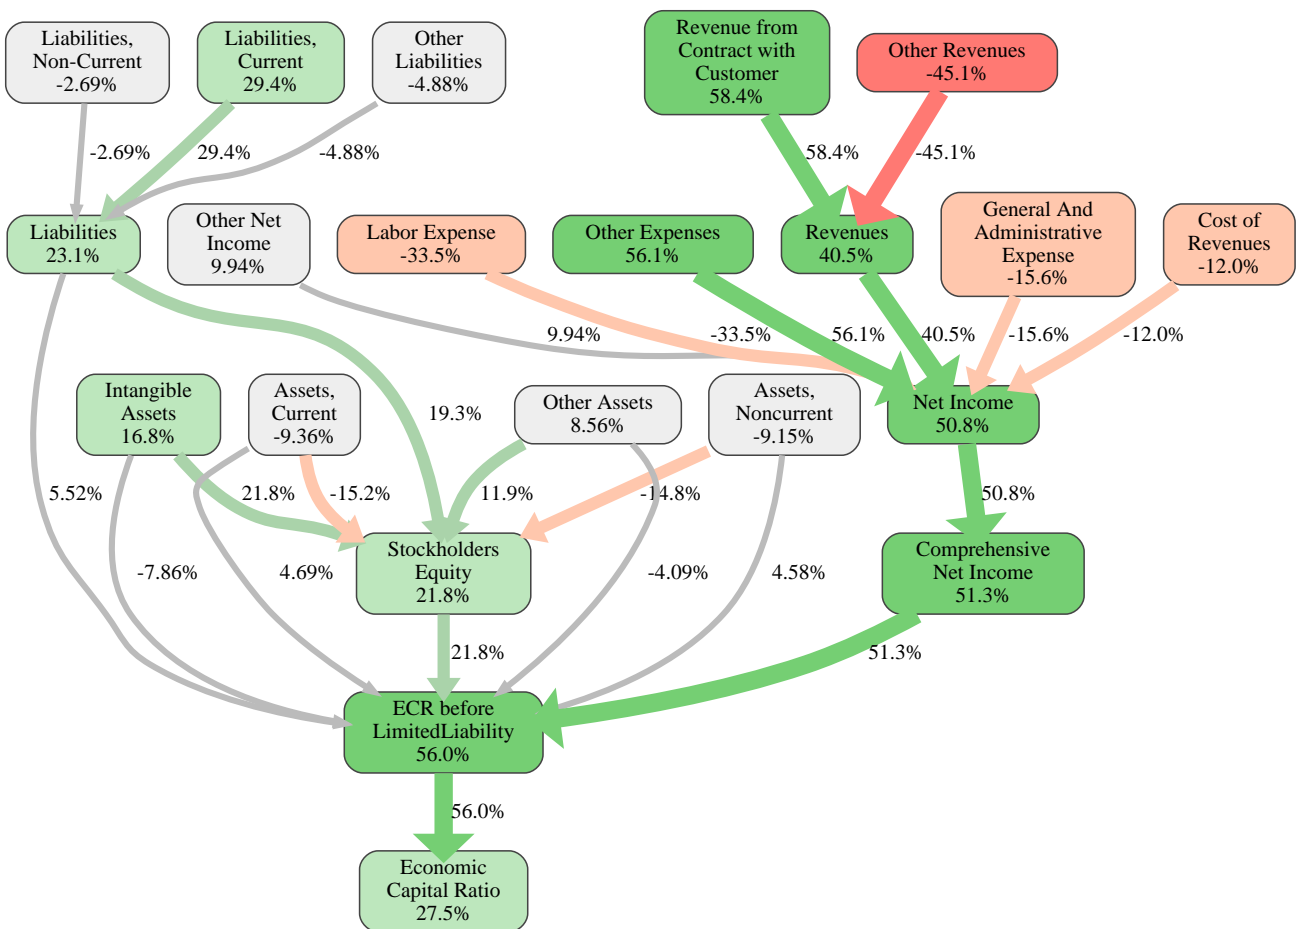 Liabilities,
Non-Current
-2.69%
Liabilities,
Current
29.4%
Other
Liabilities
-4.88%
Revenue from
Contract with
Customer
58.4%
Other Revenues
-45.1%
-2.69%
29.4%
-4.88%
58.4%
-45.1%
Liabilities
23.1%
Other Net
Income
9.94%
Labor Expense
-33.5%
Other Expenses
56.1%
Revenues
40.5%
General And
Administrative
Expense
-15.6%
Cost of
Revenues
-12.0%
9.94%
-33.5%
56.1%
40.5%
-15.6%
-12.0%
Intangible
Assets
16.8%
Assets,
Current
-9.36%
19.3%
Other Assets
8.56%
Assets,
Noncurrent
-9.15%
Net Income
50.8%
5.52%
21.8%
-15.2%
11.9%
-14.8%
50.8%
-7.86%
4.69%
Stockholders
Equity
21.8%
-4.09%
4.58%
Comprehensive
Net Income
51.3%
21.8%
51.3%
ECR before
LimitedLiability
56.0%
56.0%
Economic
Capital Ratio
27.5%